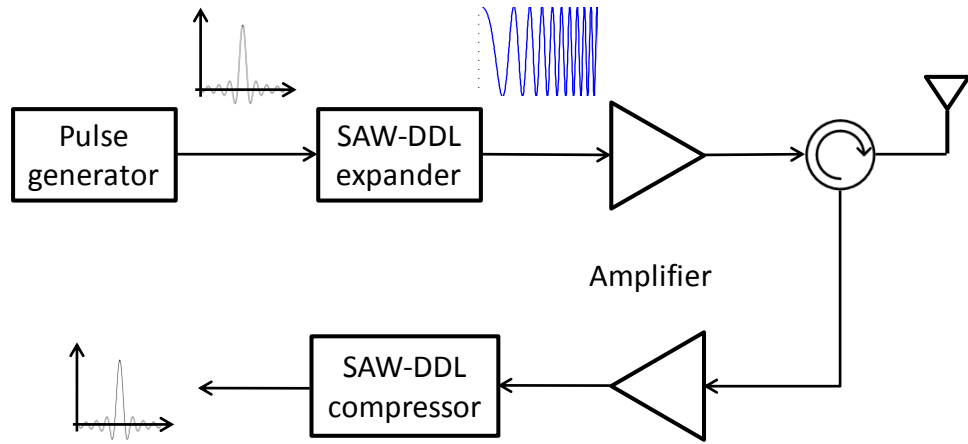 Pulse
generator
SAW-DDL
expander
Amplifier
SAW-DDL
compressor